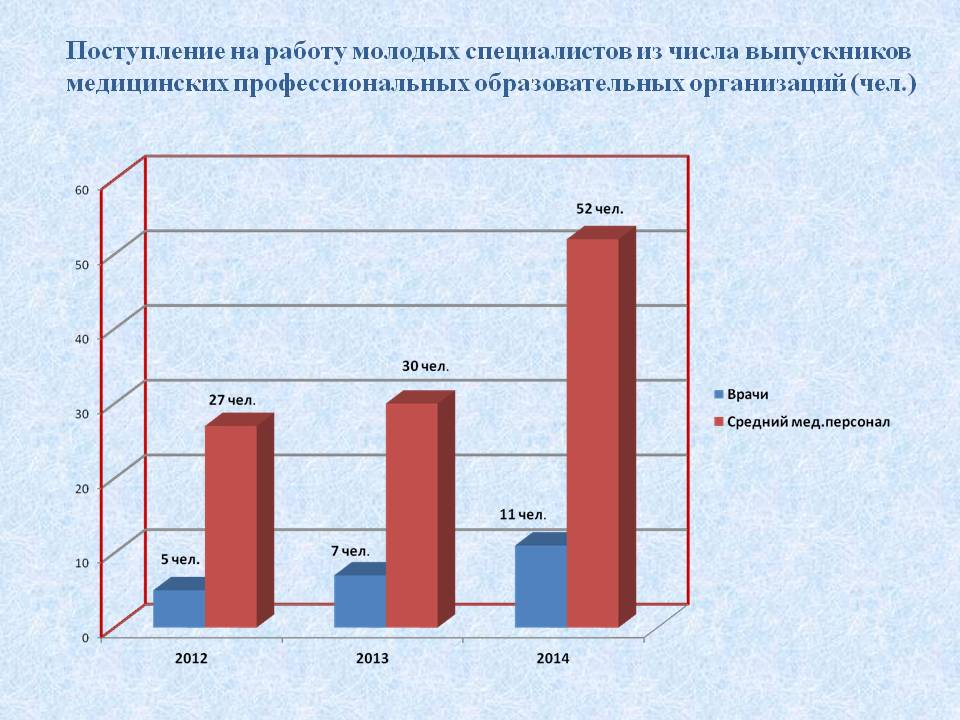 Поступление на работу молодых специалистов из числа выпускников
медицинских профессиональных образовательных организаций (чел.)
60
50
40
30
20
10
0
5 чел.
27 чел.
7 чел.
30 чел.
11 чел.
52 чел.
2012
2013
2014
Врачи
Средний мед.персонал